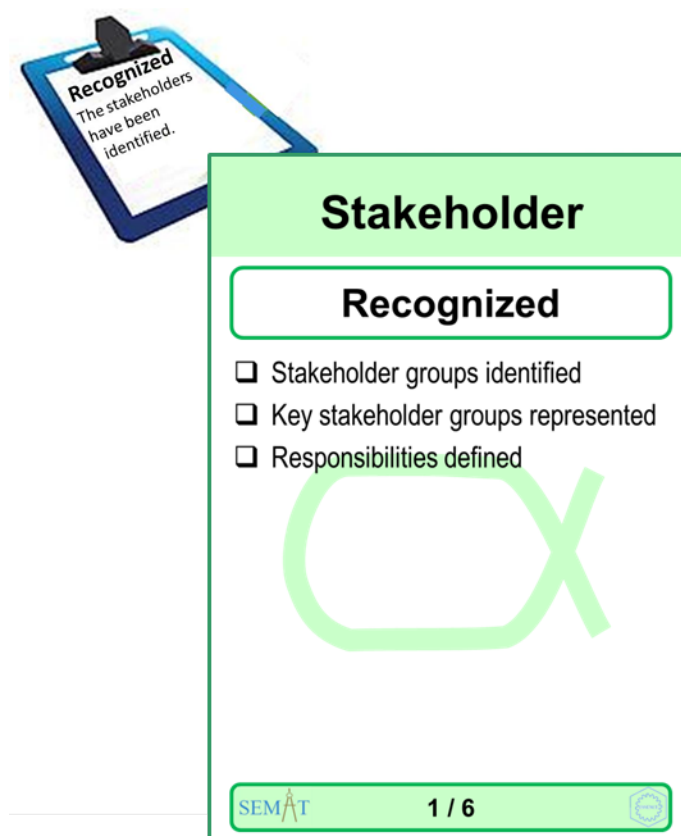 Recognized
The stakeholders
have been
identified.
Stakeholder
Recognized
Stakeholder groups identified
Key stakeholder groups represented
Responsibilities defined
SEMAT
1 / 6